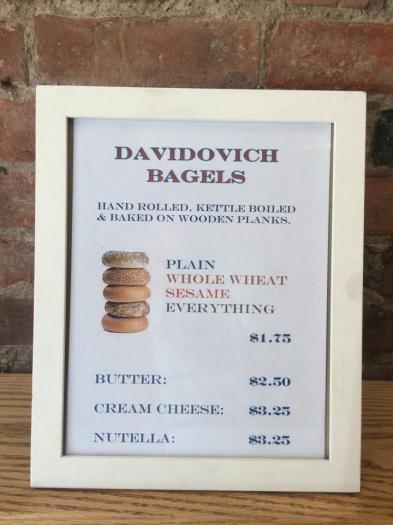 DAVIDOVICH
BAGELS
HAND ROLLED, KETTLE BOILED
& BAKED ON WOODEN PLANKS.
PLAIN
WHOLE WHEAT
SESAME
EVERYTHING
$1.75
BUTTER: $2.50
CREAM CHEESE: $3.25
NUTELLA: $3.25